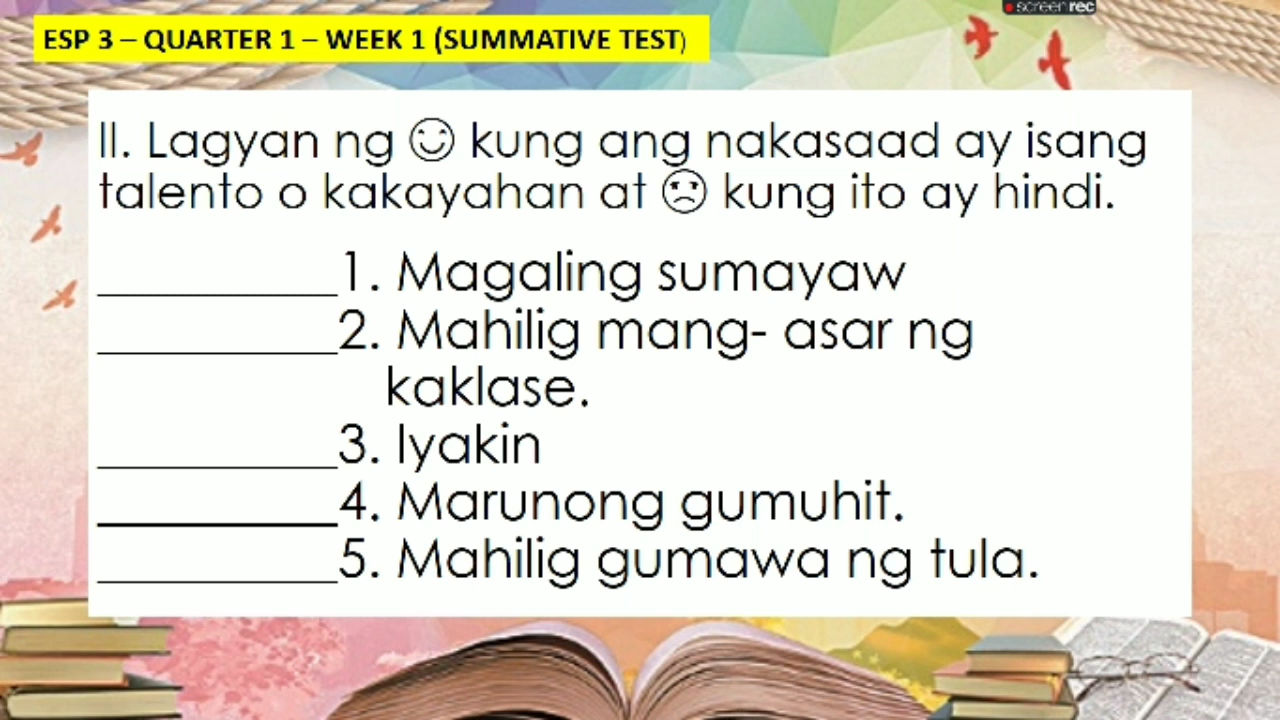 screenrec
ESP 3 – QUARTER 1 – WEEK 1 (SUMMATIVE TEST)
II. Lagyan ng ☺ kung ang nakasaad ay isang
talento o kakayahan at ☹ kung ito ay hindi.
__________1. Magaling sumayaw
__________2. Mahilig mang- asar ng
kaklase.
__________3. Iyakin
__________4. Marunong gumuhit.
__________5. Mahilig gumawa ng tula.